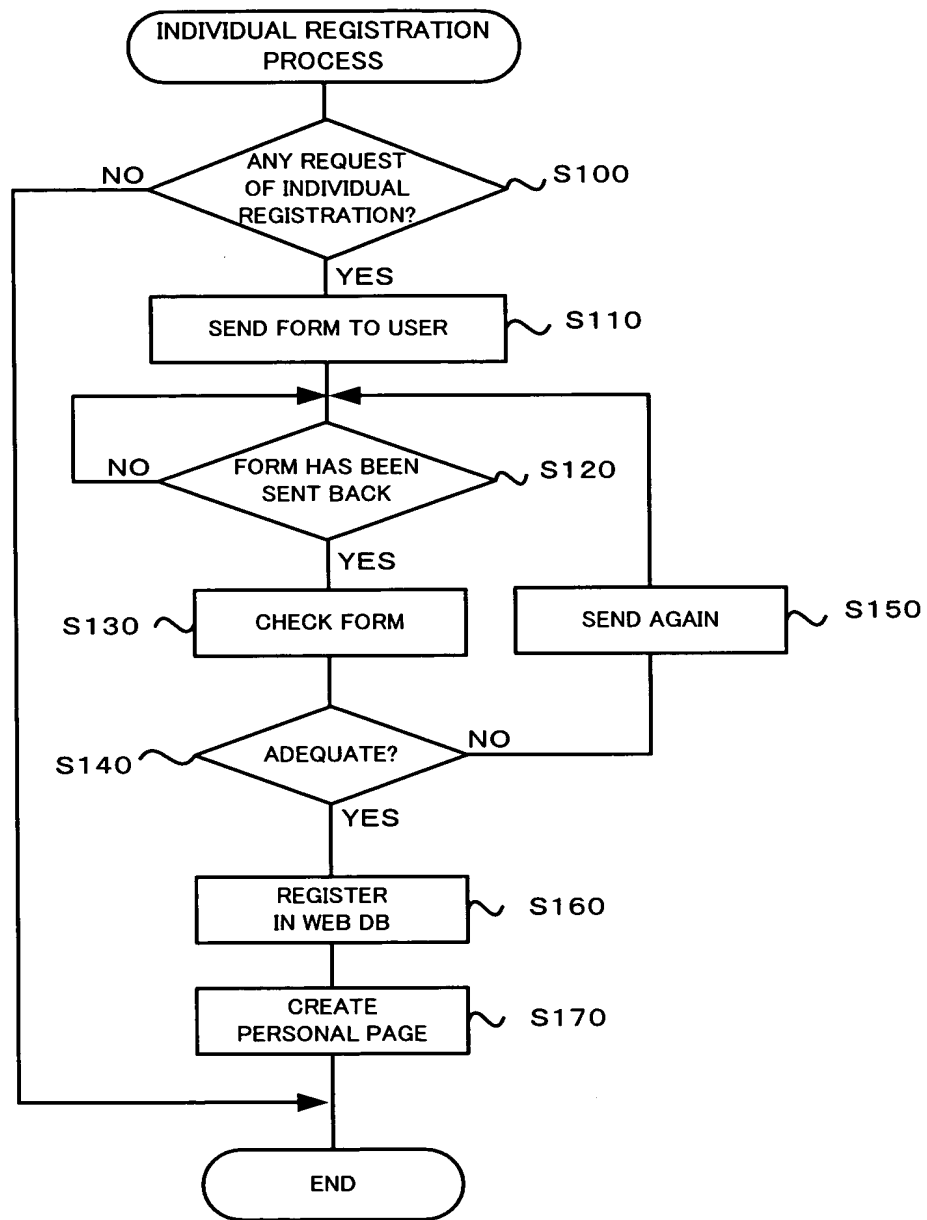 INDIVIDUAL REGISTRATION
PROCESS
NO
ANY REQUEST
OF INDIVIDUAL
REGISTRATION?
S100
YES
SEND FORM TO USER
S110
NO
FORM HAS BEEN
SENT BACK
S120
YES
S130
CHECK FORM
SEND AGAIN
S150
S140
ADEQUATE?
NO
YES
REGISTER
IN WEB DB
S160
CREATE
PERSONAL PAGE
S170
END